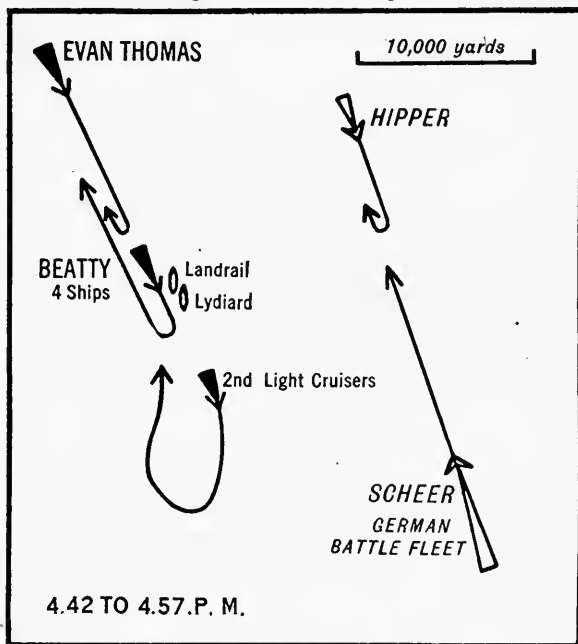 EVAN THOMAS
10,000 yards
HIPPER
BEATTY
4 Ships
Landrail
Lydiard
2nd Light Cruisers
SCHEER
GERMAN
BATTLE FLEET
4.42 TO 4.57.P. M.